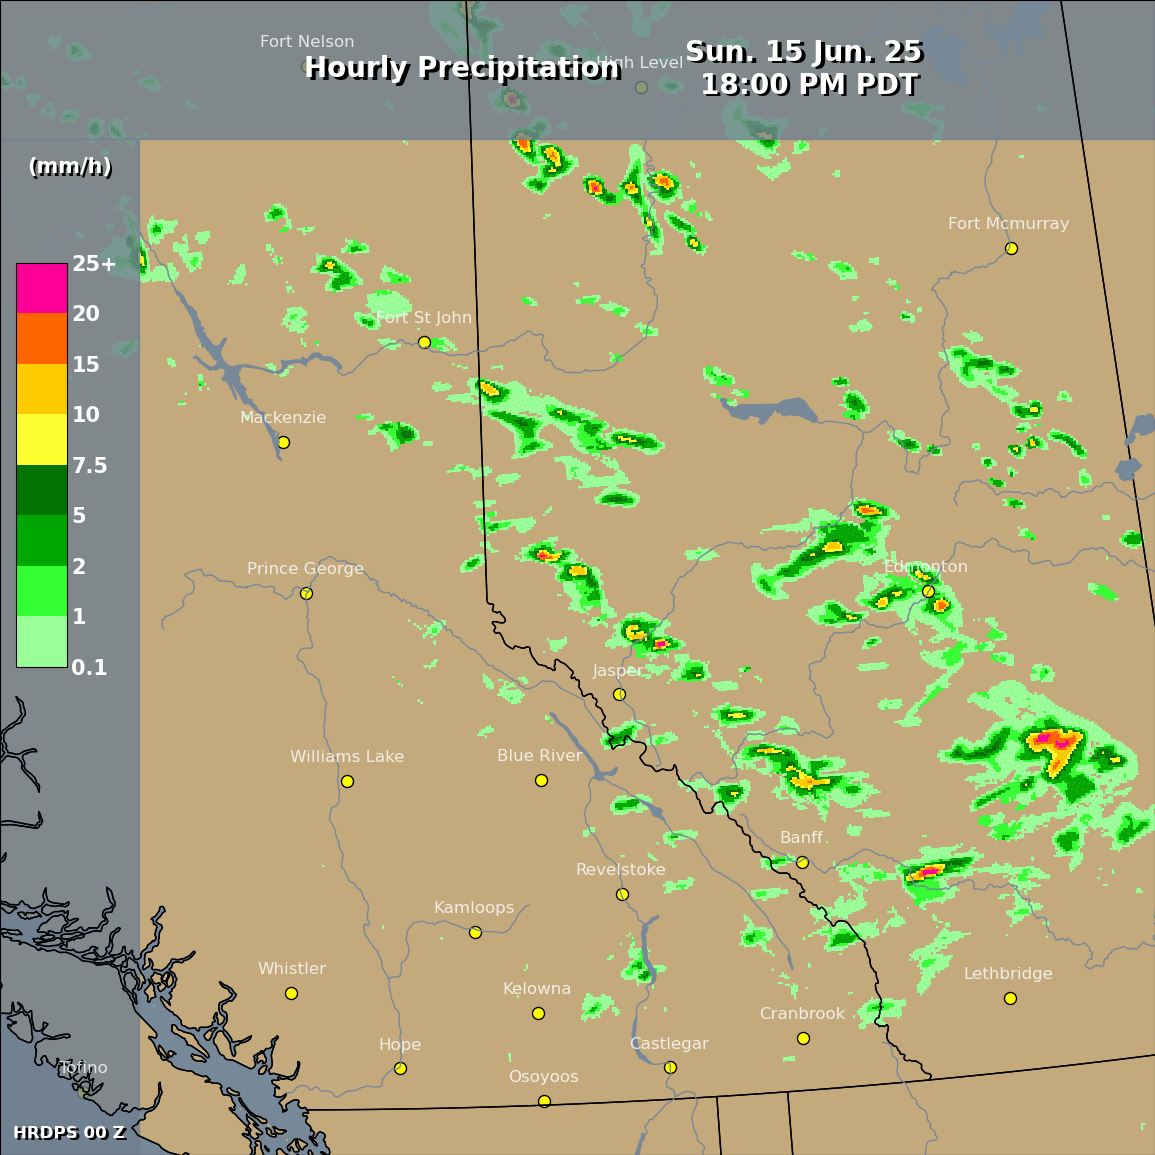 Fort Nelson
Hourly Precipitation
High Level
Sun. 15 Jun. 25
18:00 PM PDT
(mm/h)
25+
20
15
10
7.5
5
2
1
0.1
Fort Mcmurray
Fort St John
Mackenzie
Prince George
Edmonton
Jasper
Williams Lake
Blue River
Banff
Revelstoke
Kamloops
Whistler
Kelowna
Lethbridge
Cranbrook
Hope
Castlegar
Tofino
Osoyoos
HRDPS 00 Z